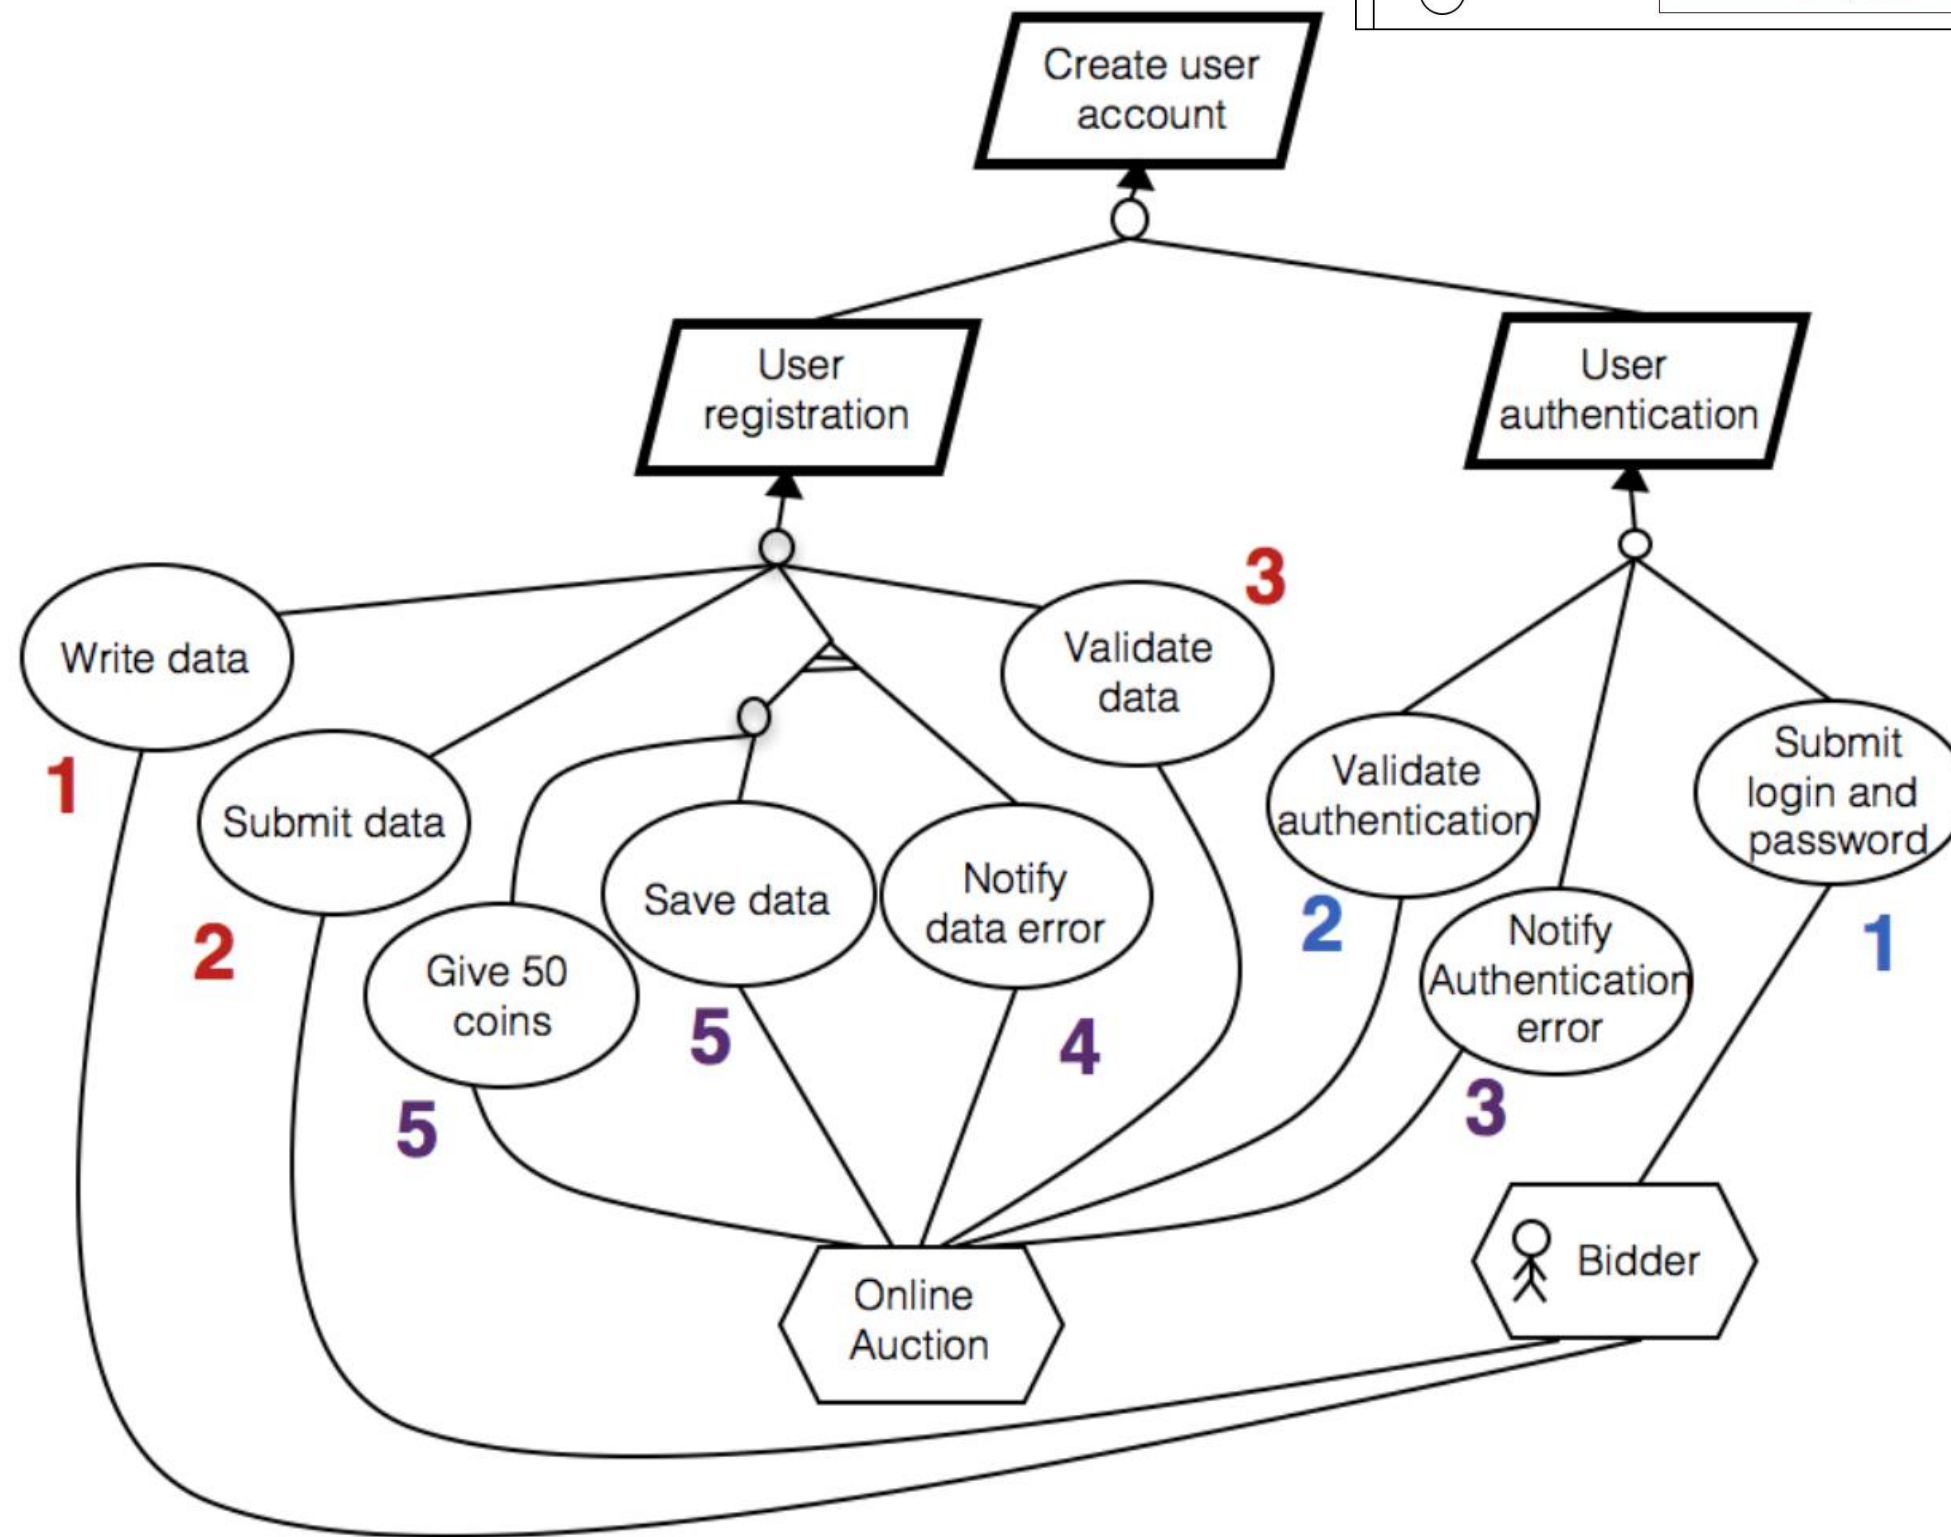 Create user
account
User
registration
User
authentication
3
Write data
Validate
data
1
Submit data
Validate
authentication
Submit
login and
password
2
Give 50
coins
Save data
Notify
data error
2
Notify
Authentication
error
1
5
5
4
3
Online
Auction
Bidder